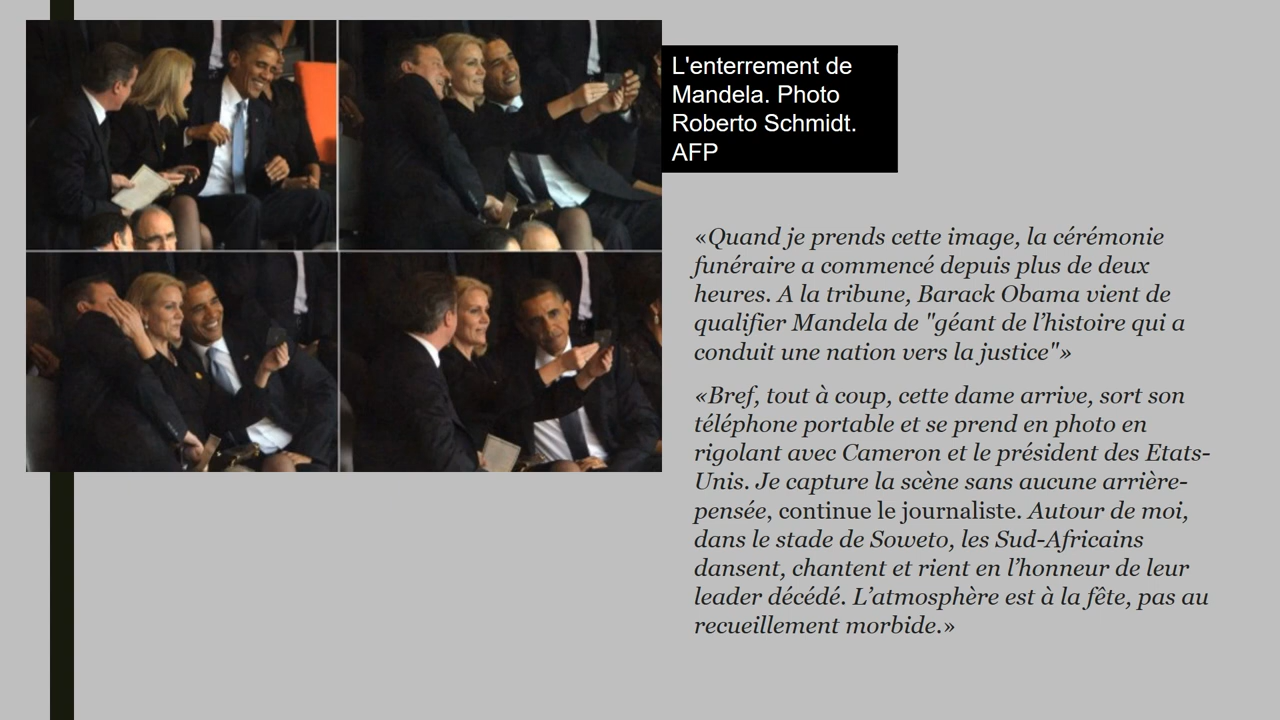 L'enterrement de
Mandela. Photo
Roberto Schmidt.
AFP
«Quand je prends cette image, la cérémonie
funéraire a commencé depuis plus de deux
heures. A la tribune, Barack Obama vient de
qualifier Mandela de "géant de l’histoire qui a
conduit une nation vers la justice"»
«Bref, tout à coup, cette dame arrive, sort son
téléphone portable et se prend en photo en
rigolant avec Cameron et le président des Etats-
Unis. Je capture la scène sans aucune arrière-
pensée, continue le journaliste. Autour de moi,
dans le stade de Soweto, les Sud-Africains
dansent, chantent et rient en l’honneur de leur
leader décédé. L’atmosphère est à la fête, pas au
recueillement morbide.»